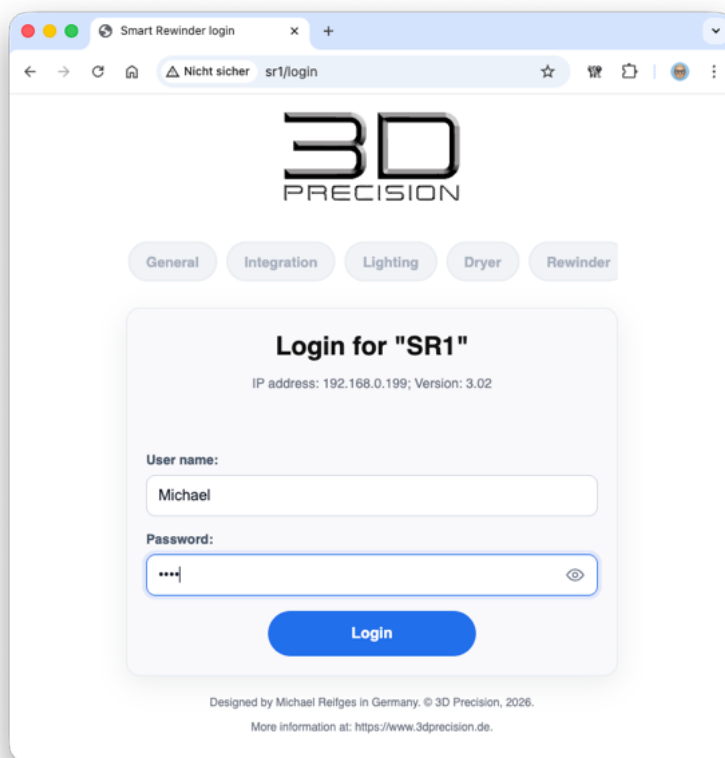 Smart Rewinder login
Nicht sicher sr1/login
3D
PRECISION
General Integration Lighting Dryer Rewinder
Login for "SR1"
IP address: 192.168.0.199; Version: 3.02
User name:
Michael
Password:
••••
Login
Designed by Michael Reifges in Germany. © 3D Precision, 2026.
More information at: https://www.3dprecision.de.